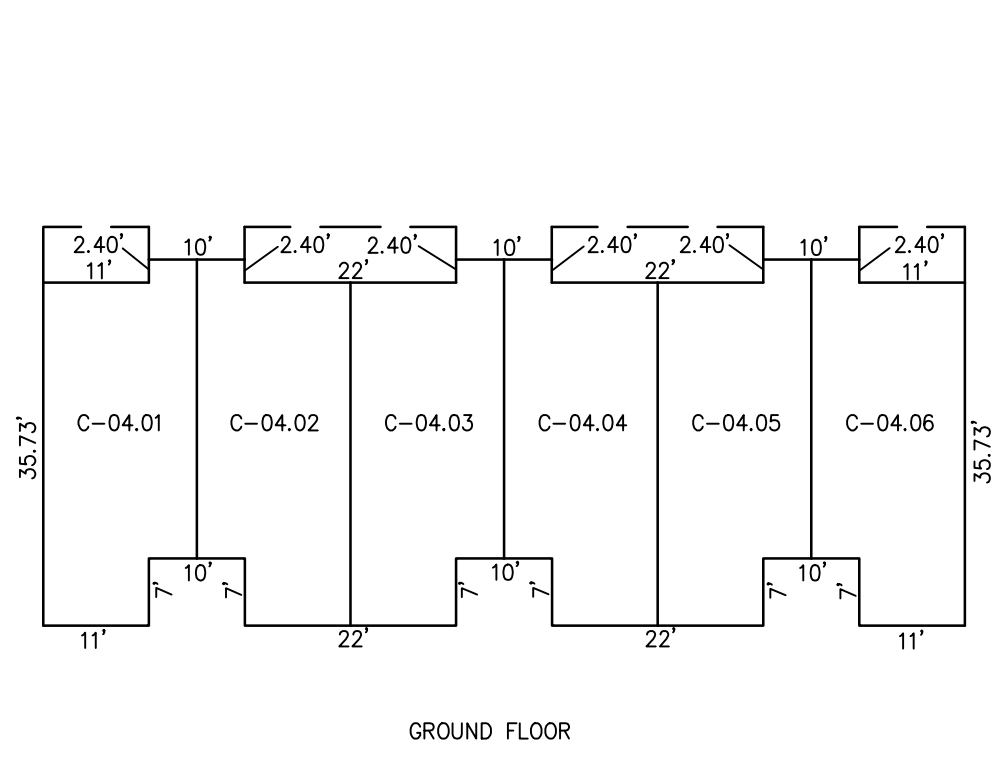 2.40' 10' 2.40' 2.40' 10' 2.40' 2.40' 10' 2.40'
11' 22' 22' 11'
C-04.01 C-04.02 C-04.03 C-04.04 C-04.05 C-04.06
35.73' 35.73'
10' 10' 10'
7' 7' 7' 7' 7' 7'
11' 22' 22' 11'
GROUND FLOOR